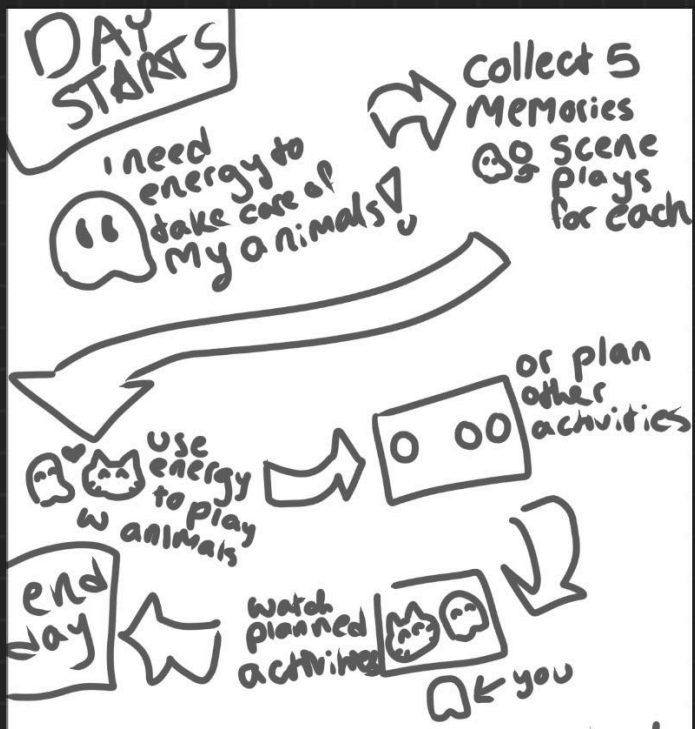 DAY
STARTS
i need
energy to
take care of
my animals!
collect 5
memories
scene
plays
for each
use
energy
to play
w animals
or plan
other
activities
watch
planned
activities
you
end
day